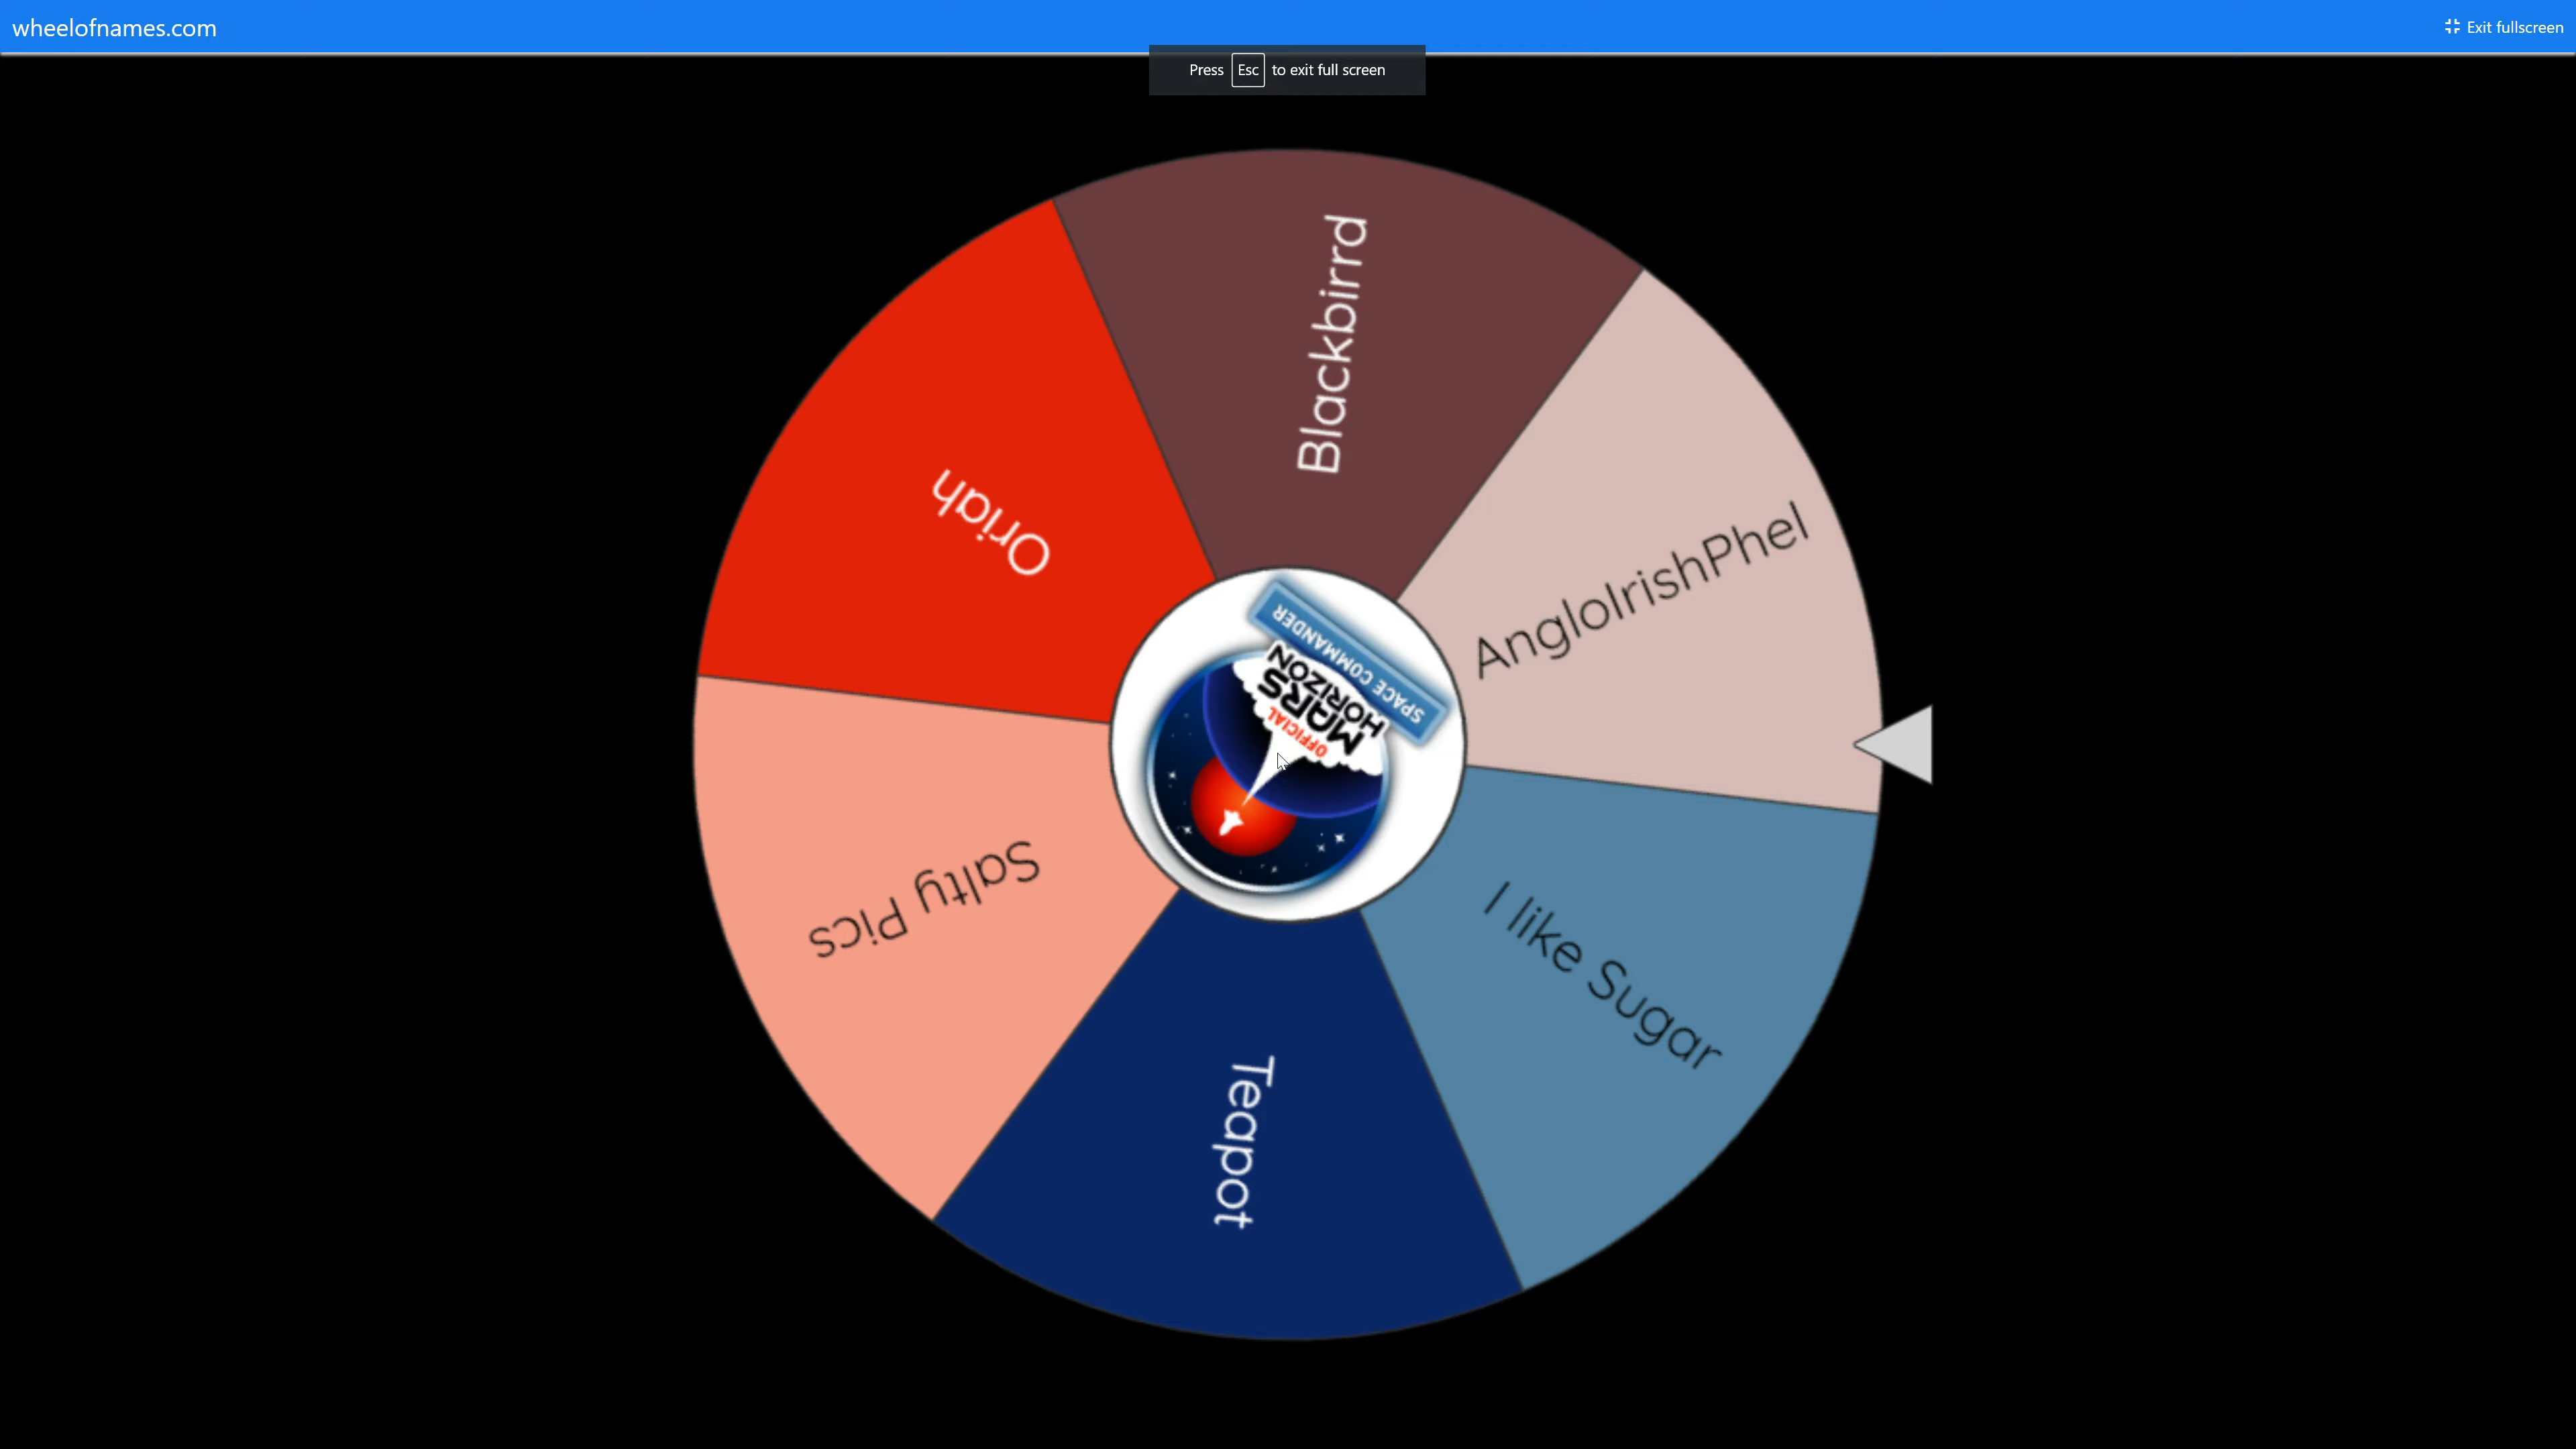 wheelofnames.com
Exit fullscreen
Press Esc to exit full screen
Blackbirrd
AngloIrishPhel
I like Sugar
Teapot
Salty Pics
Oriah
SPACE COMMANDER
OFFICIAL
MARS
HORIZON